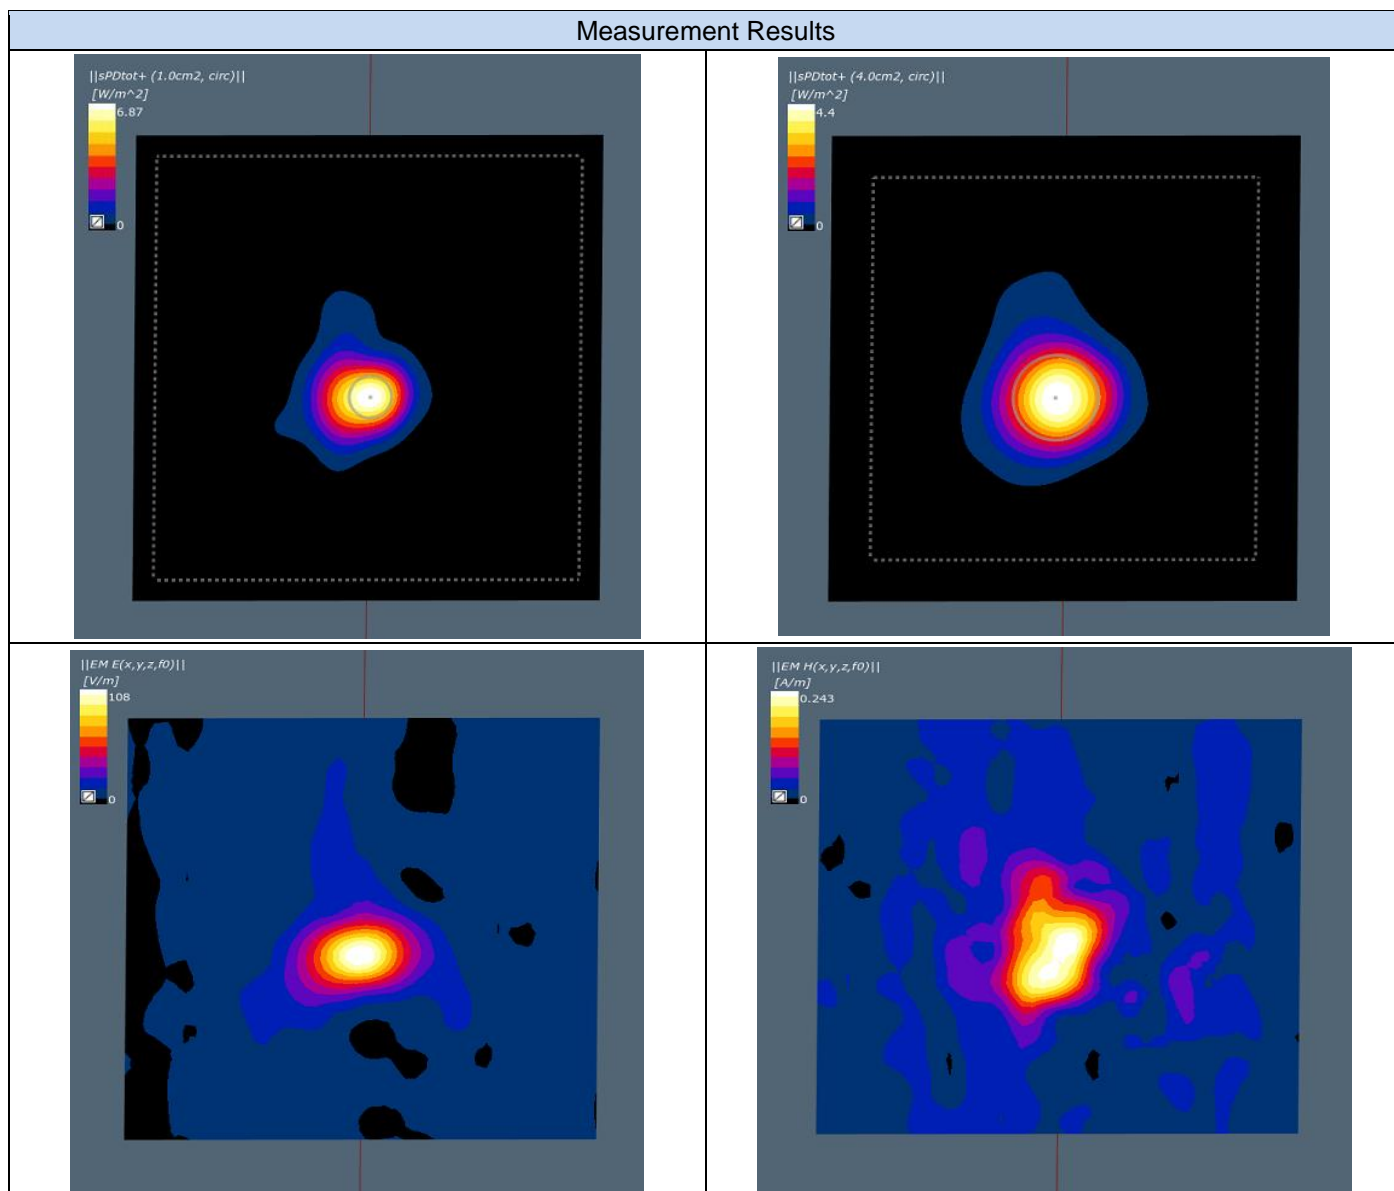 Measurement Results
||sPDtot+ (1.0cm2, circ)||
[W/m^2]
6.87
0
||sPDtot+ (4.0cm2, circ)||
[W/m^2]
4.4
0
||EM E(x,y,z,f0)||
[V/m]
108
0
||EM H(x,y,z,f0)||
[A/m]
0.243
0